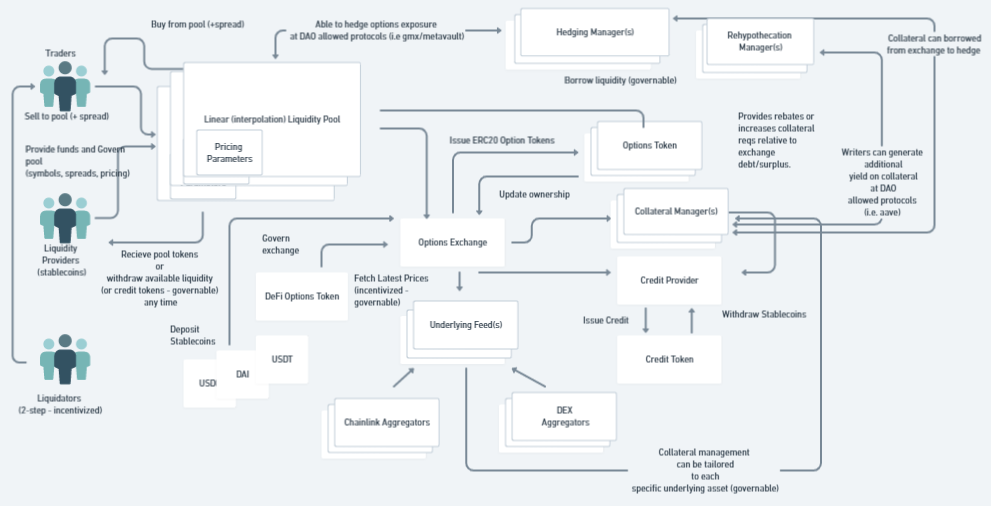 Buy from pool (+spread)
Able to hedge options exposure
at DAO allowed protocols (i.e gmx/metavault)
Hedging Manager(s)
Rehypothecation
Manager(s)
Collateral can borrowed
from exchange to hedge
Traders
Sell to pool (+ spread)
Borrow liquidity (governable)
Linear (interpolation) Liquidity Pool
Pricing
Parameters
Provide funds and Govern
pool
(symbols, spreads, pricing)
Issue ERC20 Option Tokens
Options Token
Provides rebates or
increases collateral
reqs relative to
exchange
debt/surplus.
Writers can generate
additional
yield on collateral
at DAO
allowed protocols
(i.e. aave)
Update ownership
Collateral Manager(s)
Liquidity
Providers
(stablecoins)
Recieve pool tokens
or
withdraw available liquidity
(or credit tokens - governable)
any time
Govern
exchange
Options Exchange
DeFi Options Token
Fetch Latest Prices
(incentivized -
governable)
Credit Provider
Issue Credit
Withdraw Stablecoins
Underlying Feed(s)
Deposit
Stablecoins
USDT
DAI
Credit Token
Liquidators
(2-step - incentivized)
Chainlink Aggregators
DEX
Aggregators
Collateral management
can be tailored
to each
specific underlying asset (governable)